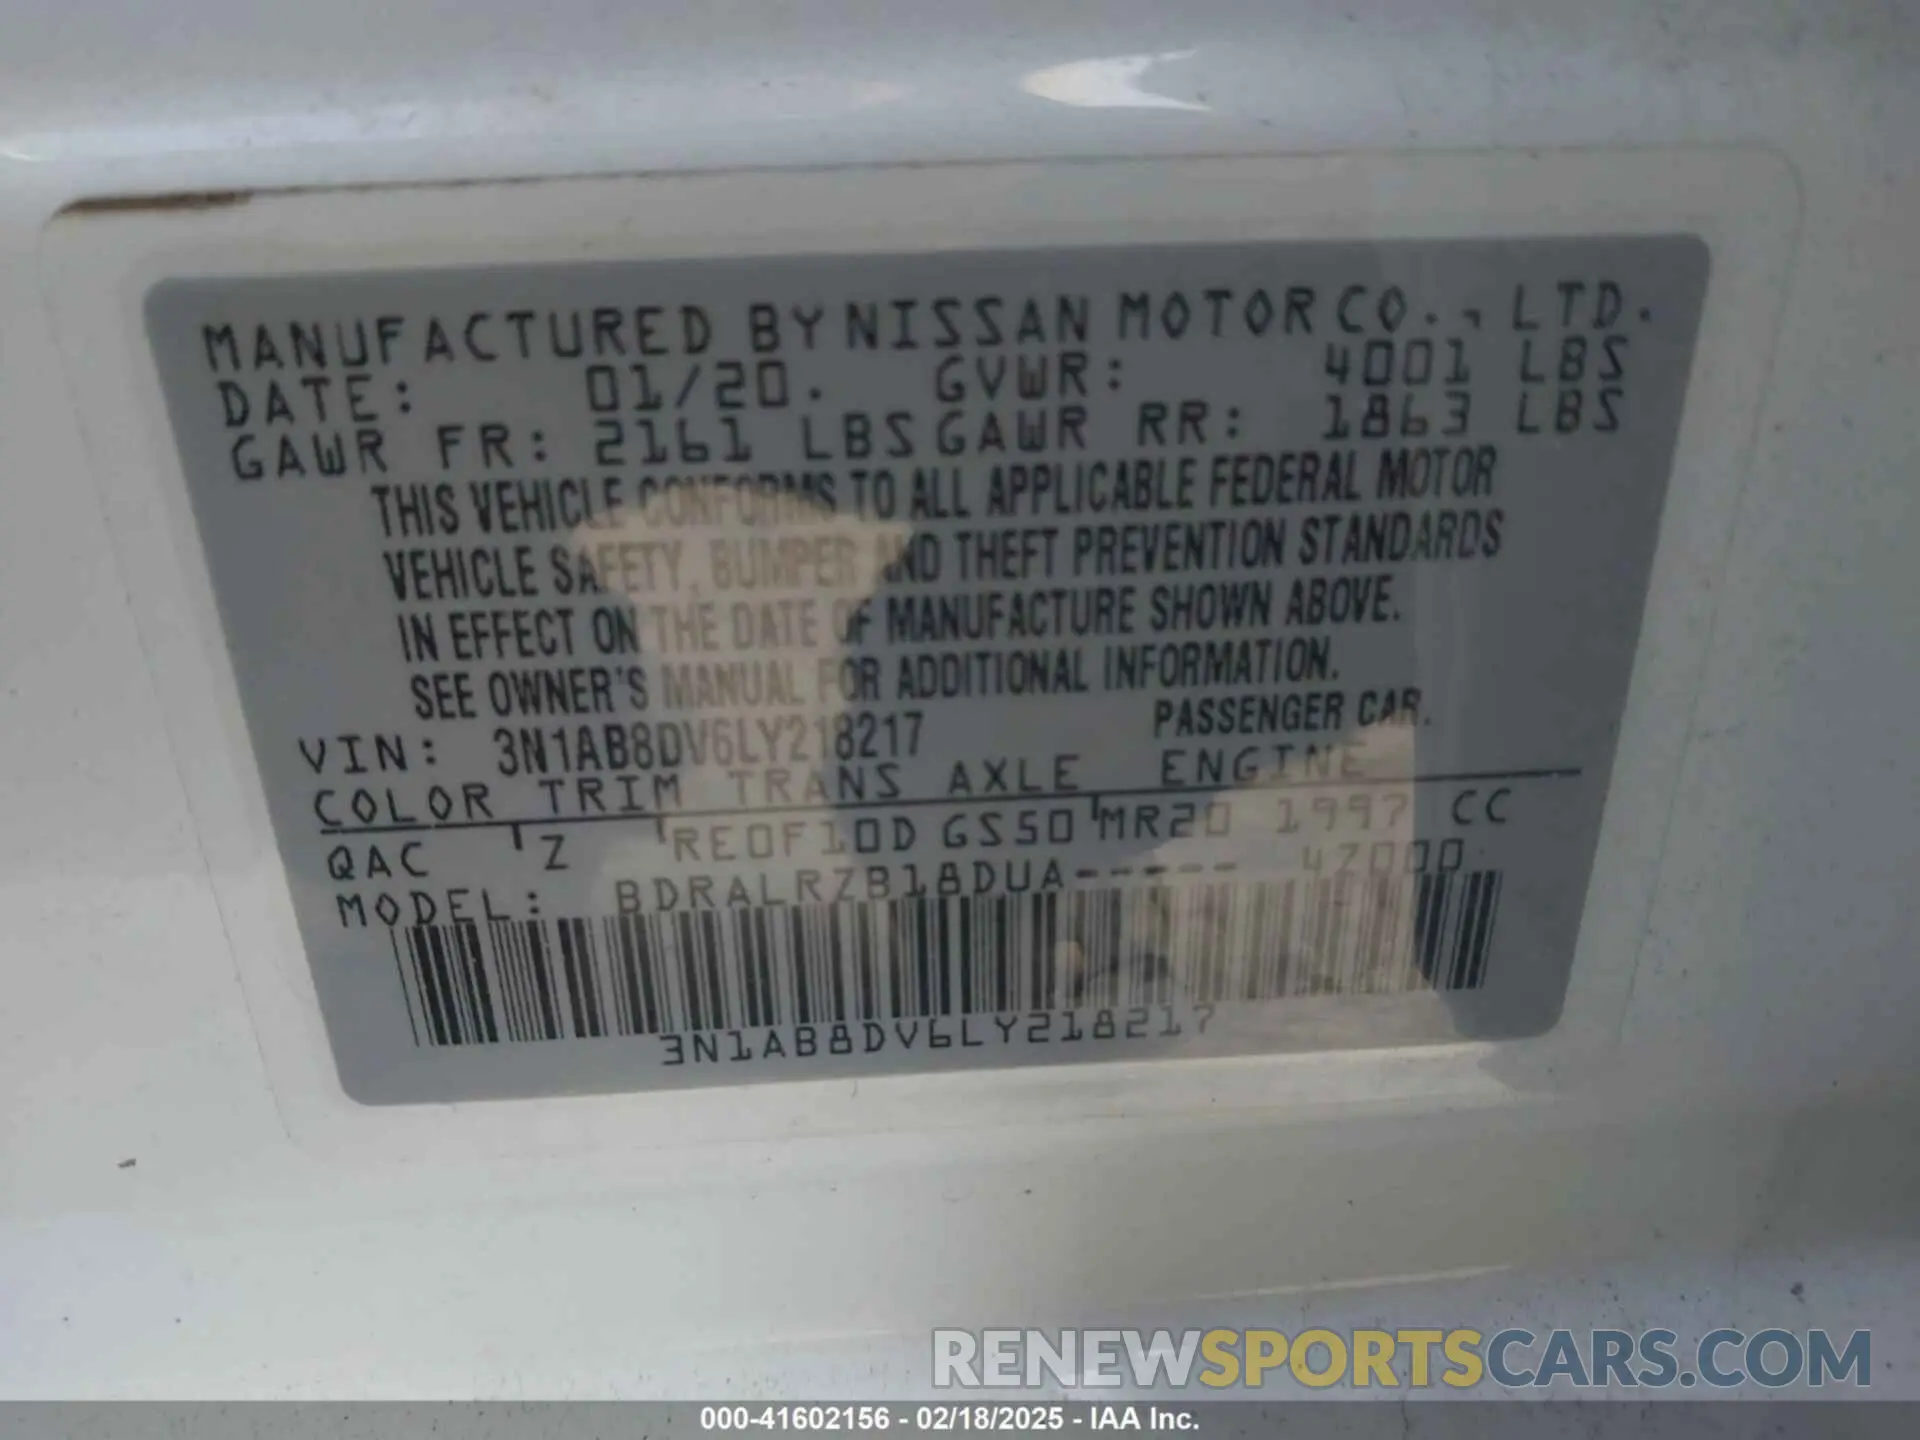 MANUFACTURED BY NISSAN MOTOR CO., LTD.
DATE: 01/20. GVWR: 4001 LBS
GAWR FR: 2161 LBS GAWR RR: 1863 LBS
THIS VEHICLE CONFORMS TO ALL APPLICABLE FEDERAL MOTOR
VEHICLE SAFETY, BUMPER AND THEFT PREVENTION STANDARDS
IN EFFECT ON THE DATE OF MANUFACTURE SHOWN ABOVE.
SEE OWNER'S MANUAL FOR ADDITIONAL INFORMATION.
VIN: 3N1AB8DV6LY218217 PASSENGER CAR.
COLOR TRIM TRANS AXLE ENGINE
QAC Z RE0F10D GS50 MR20 1997 CC
MODEL: BDRALRZB18DUA----- 4Z000
3N1AB8DV6LY218217
RENEWSPORTSCARS.COM
000-41602156 - 02/18/2025 - IAA Inc.